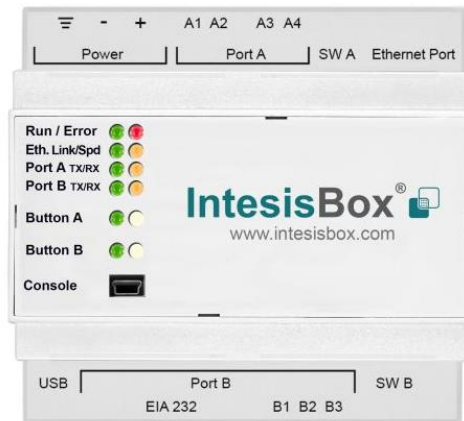 - + A1 A2 A3 A4
Power Port A SW A Ethernet Port
Run / Error
Eth. Link/Spd
Port A TX/RX
Port B TX/RX
Button A
Button B
Console
IntesisBox®
www.intesisbox.com
USB Port B SW B
EIA 232 B1 B2 B3